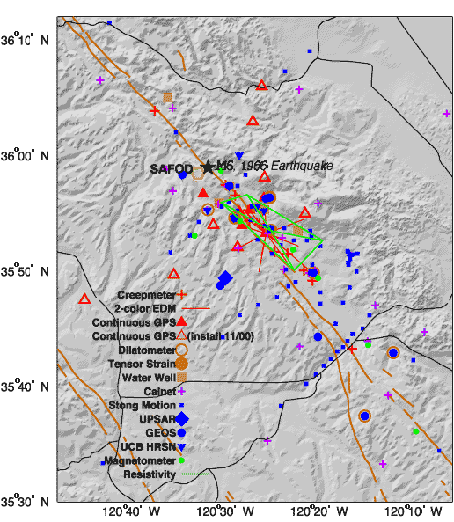 36°10' N
36°00' N
SAFOD M6, 1966 Earthquake
35°50' N
Creepmeter
2-color EDM
Continuous GPS
Continuous GPS (install 11/00)
Dilatometer
Tensor Strain
Water Well
35°40' N
Calnet
Stong Motion
UPSAR
GEOS
UCB HRSN
Magnetometer
Resistivity
35°30' N
120°40' W 120°30' W 120°20' W 120°10' W